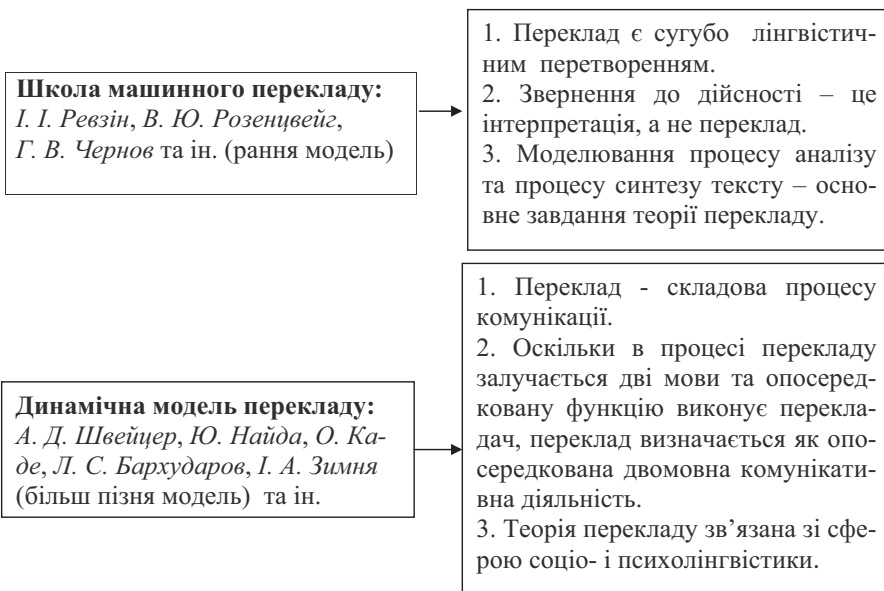 Школа машинного перекладу:
І. І. Ревзін, В. Ю. Розенцвейг,
Г. В. Чернов та ін. (рання модель)
1. Переклад є сугубо лінгвістич-
ним перетворенням.
2. Звернення до дійсності – це
інтерпретація, а не переклад.
3. Моделювання процесу аналізу
та процесу синтезу тексту – осно-
вне завдання теорії перекладу.
Динамічна модель перекладу:
А. Д. Швейцер, Ю. Найда, О. Ка-
де, Л. С. Бархударов, І. А. Зимня
(більш пізня модель) та ін.
1. Переклад - складова процесу
комунікації.
2. Оскільки в процесі перекладу
залучається дві мови та опосеред-
ковану функцію виконує перекла-
дач, переклад визначається як опо-
середкована двомовна комунікати-
вна діяльність.
3. Теорія перекладу зв’язана зі сфе-
рою соціо- і психолінгвістики.